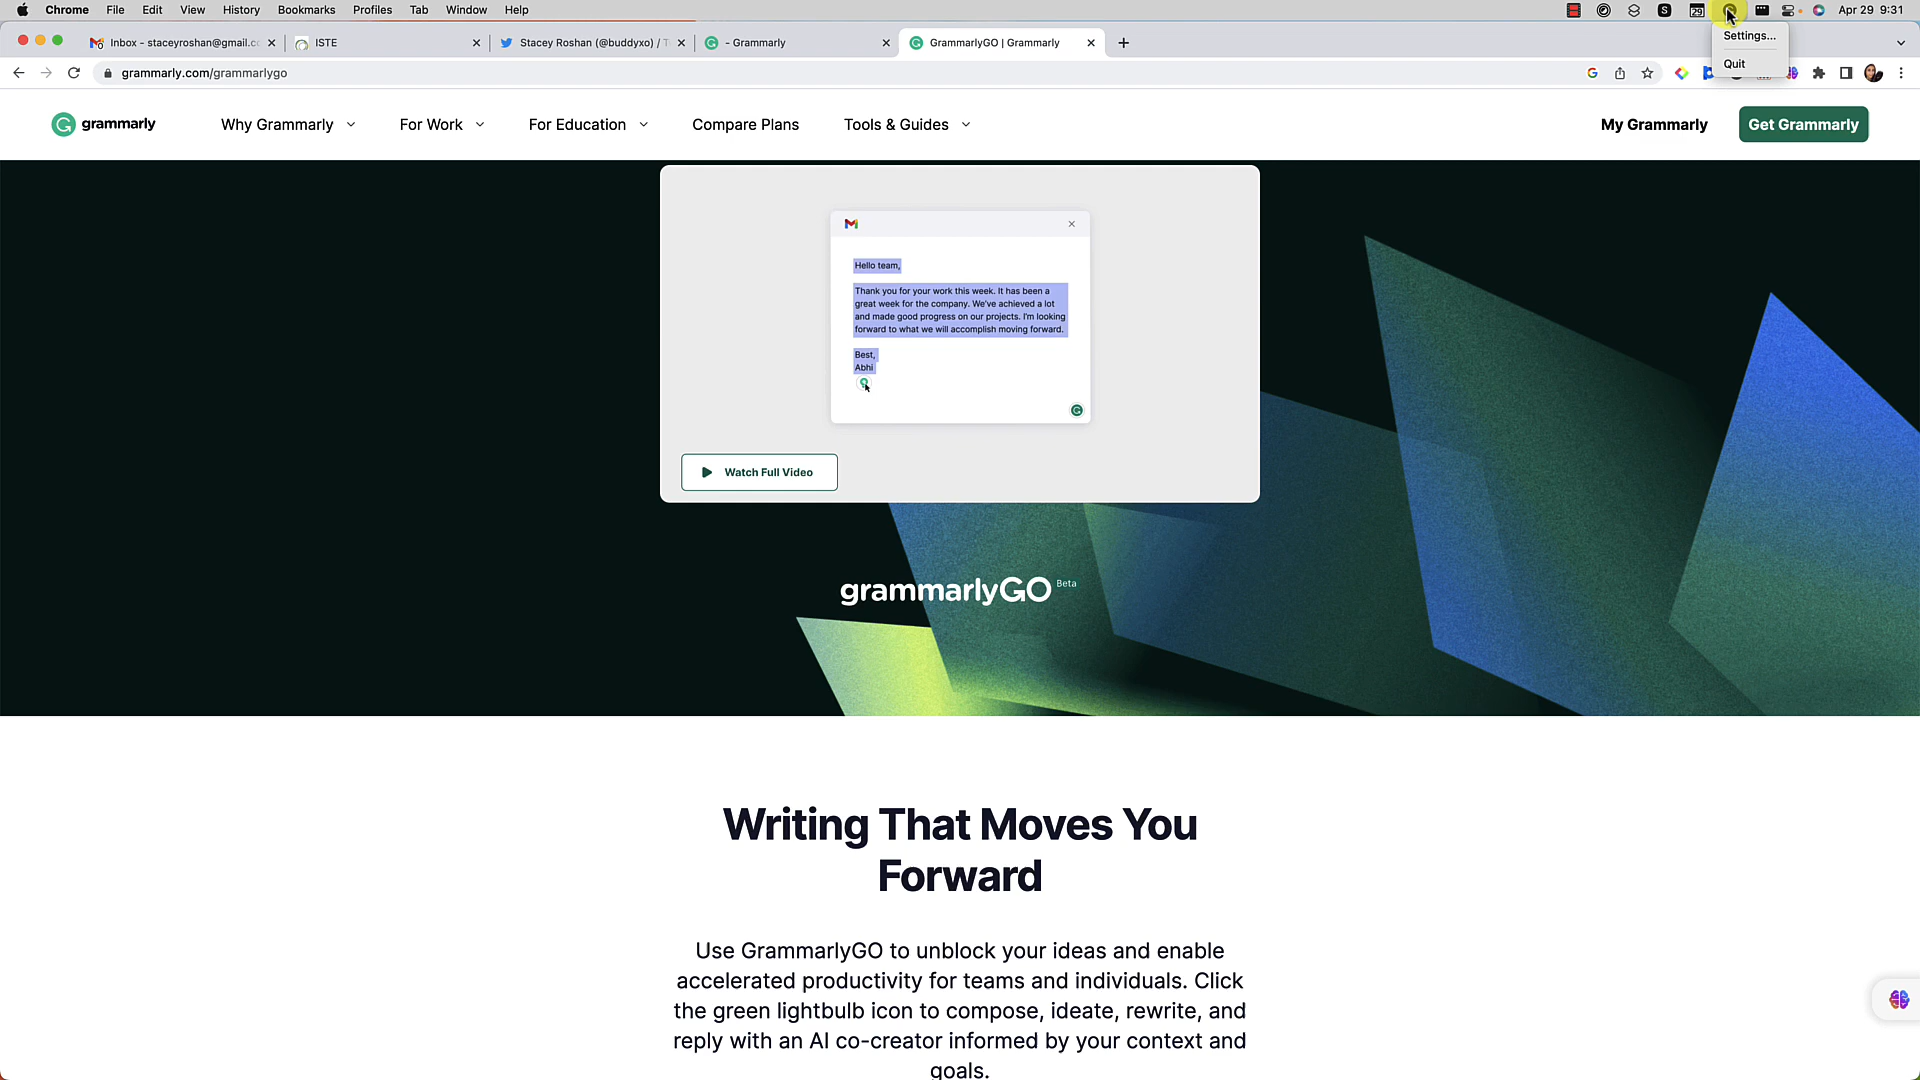 Chrome File Edit View History Bookmarks Profiles Tab Window Help
S 29 Apr 29 9:31
Settings...
Quit
Inbox - staceyroshan@gmail.c
ISTE
Stacey Roshan (@buddyxo) / T
- Grammarly
GrammarlyGO | Grammarly
grammarly.com/grammarlygo
grammarly
Why Grammarly
For Work
For Education
Compare Plans
Tools & Guides
My Grammarly
Get Grammarly
Hello team,
Thank you for your work this week. It has been a
great week for the company. We've achieved a lot
and made good progress on our projects. I'm looking
forward to what we will accomplish moving forward.
Best,
Abhi
Watch Full Video
grammarlyGO Beta
Writing That Moves You
Forward
Use GrammarlyGO to unblock your ideas and enable
accelerated productivity for teams and individuals. Click
the green lightbulb icon to compose, ideate, rewrite, and
reply with an AI co-creator informed by your context and
goals.